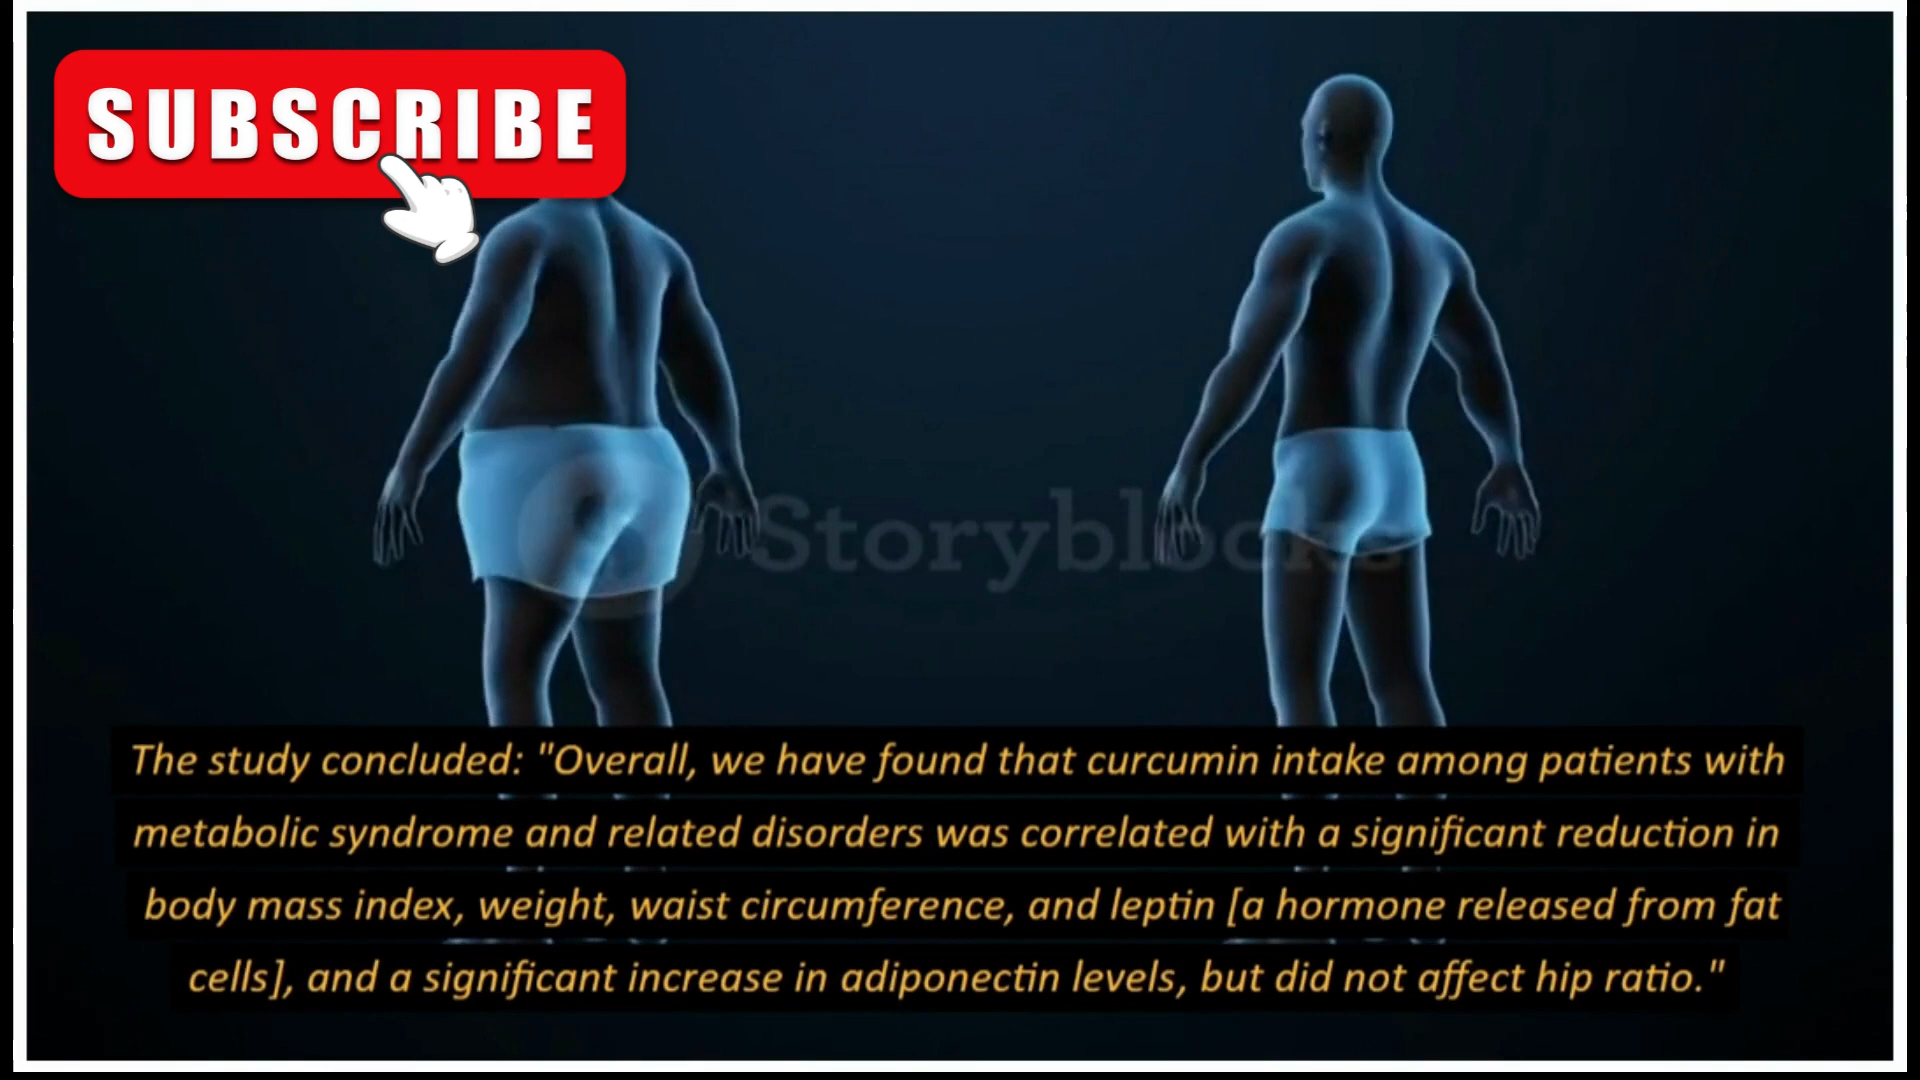 SUBSCRIBE
Storyblocks
The study concluded: "Overall, we have found that curcumin intake among patients with
metabolic syndrome and related disorders was correlated with a significant reduction in
body mass index, weight, waist circumference, and leptin [a hormone released from fat
cells], and a significant increase in adiponectin levels, but did not affect hip ratio."